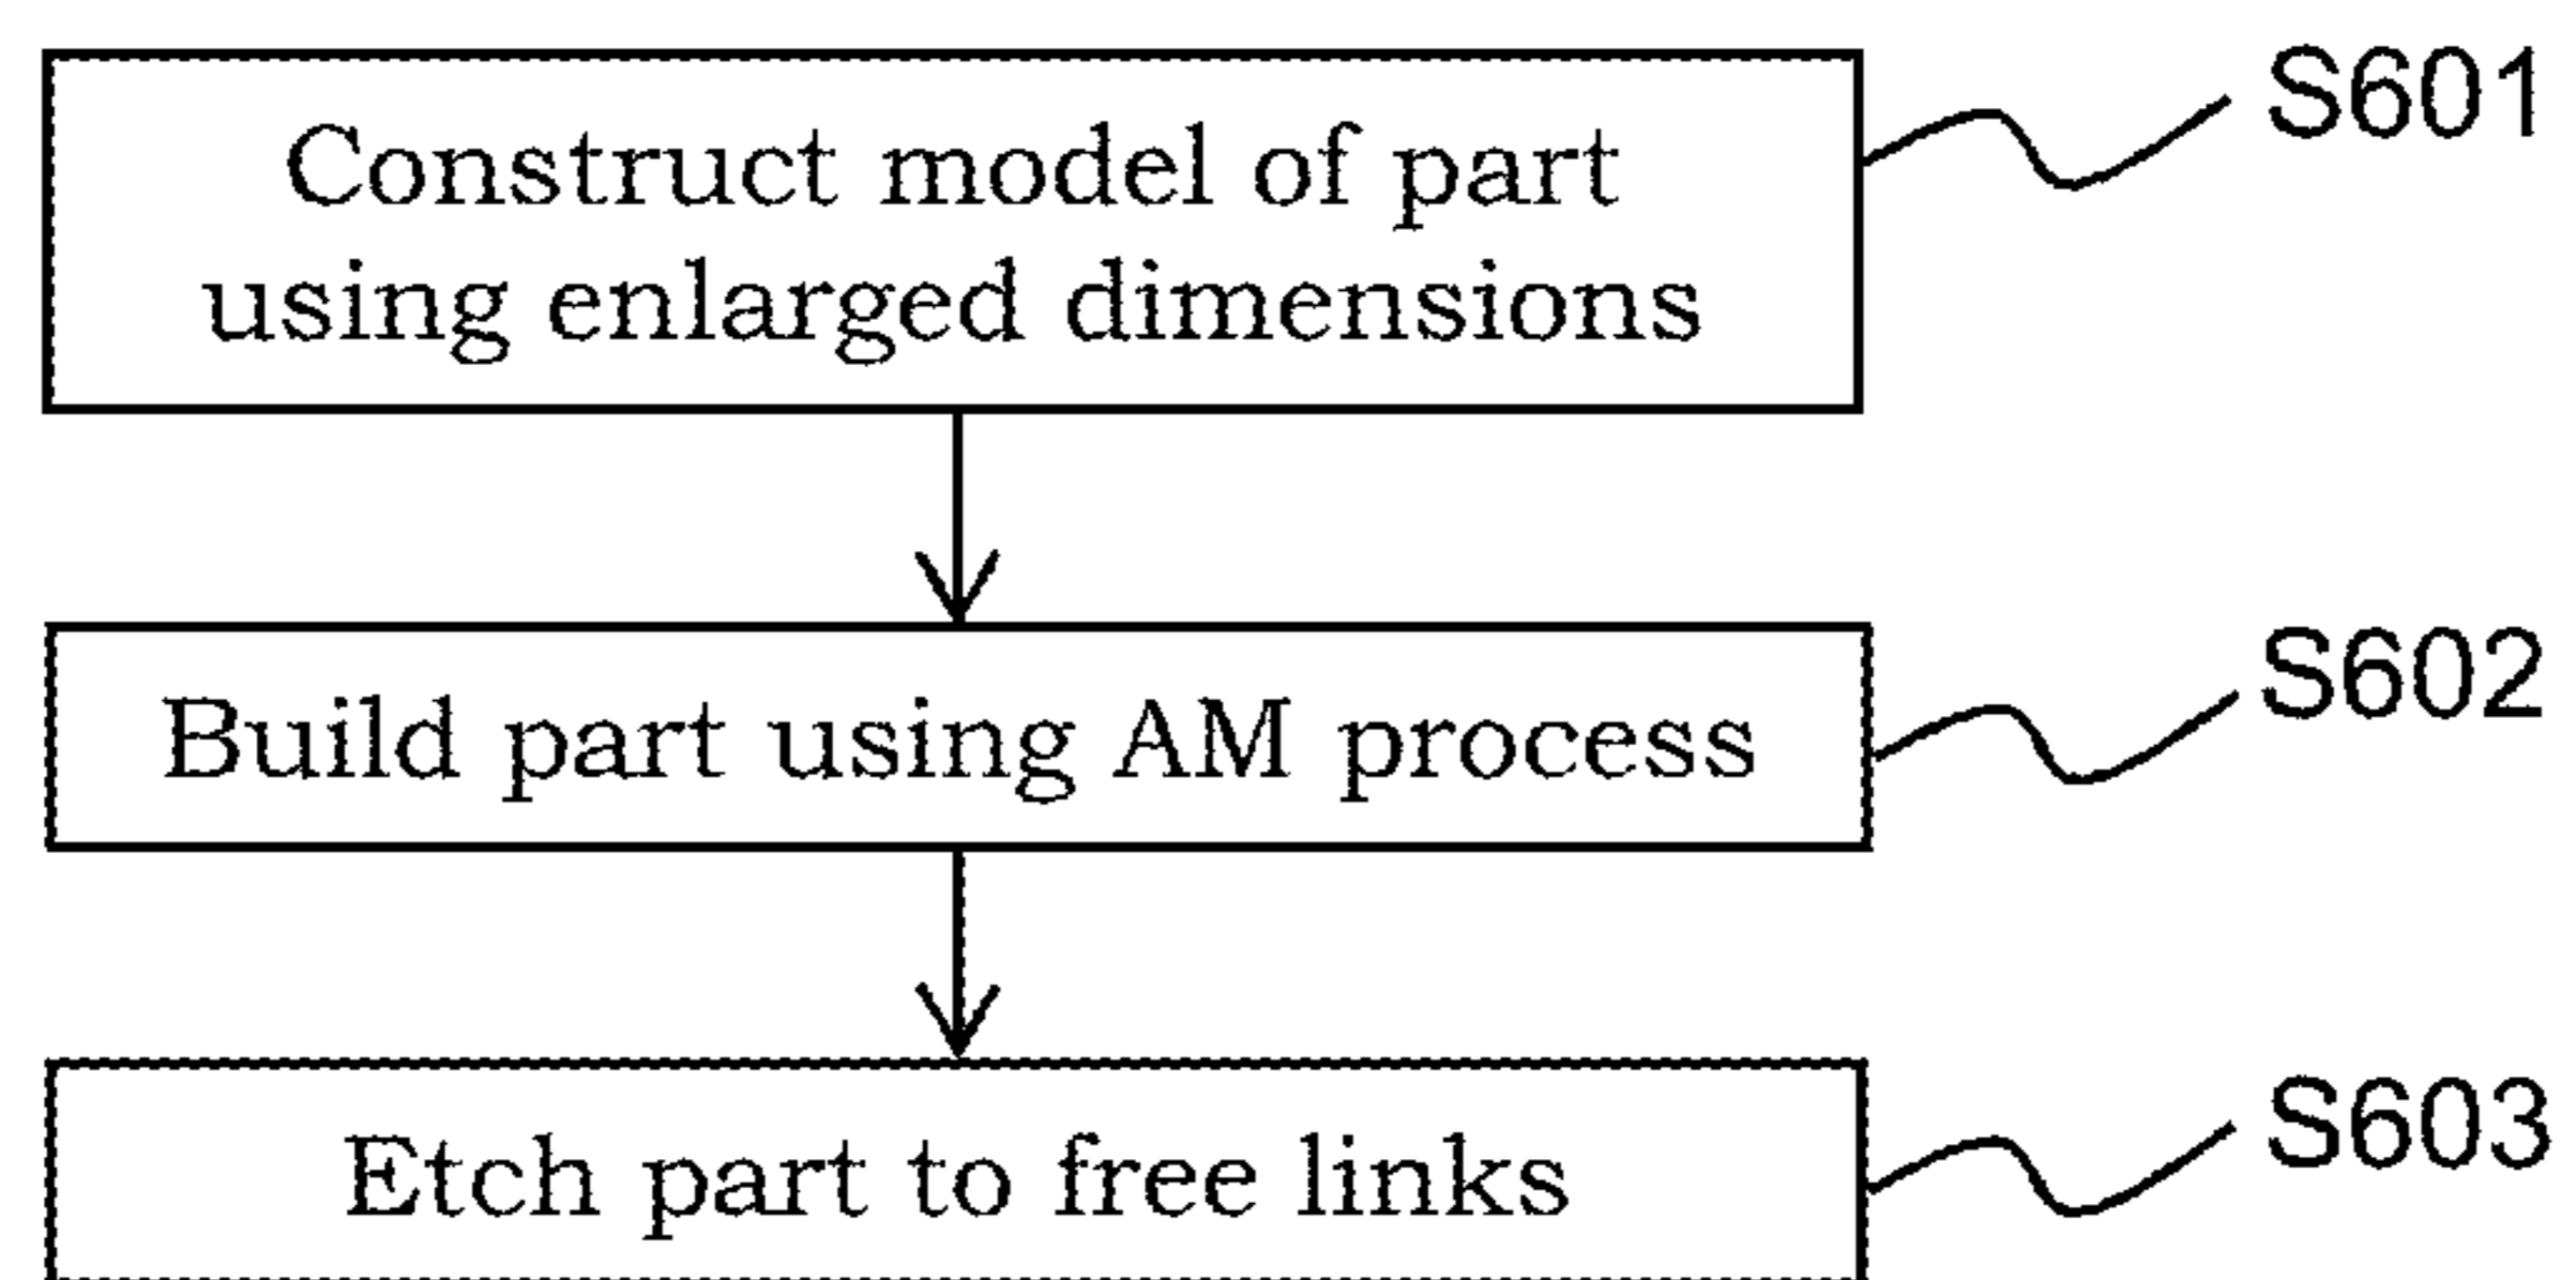 Construct model of part
using enlarged dimensions
S601
Build part using AM process
S602
Etch part to free links
S603